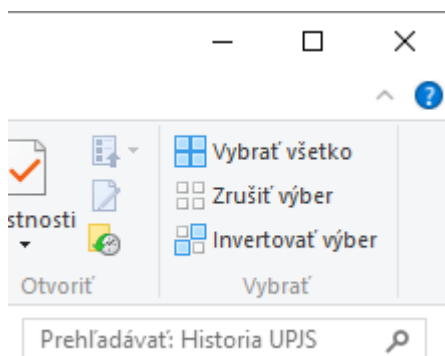 Vybrať všetko
Zrušiť výber
stnosti
Invertovať výber
Otvoriť
Vybrať
Prehľadávať: Historia UPJS